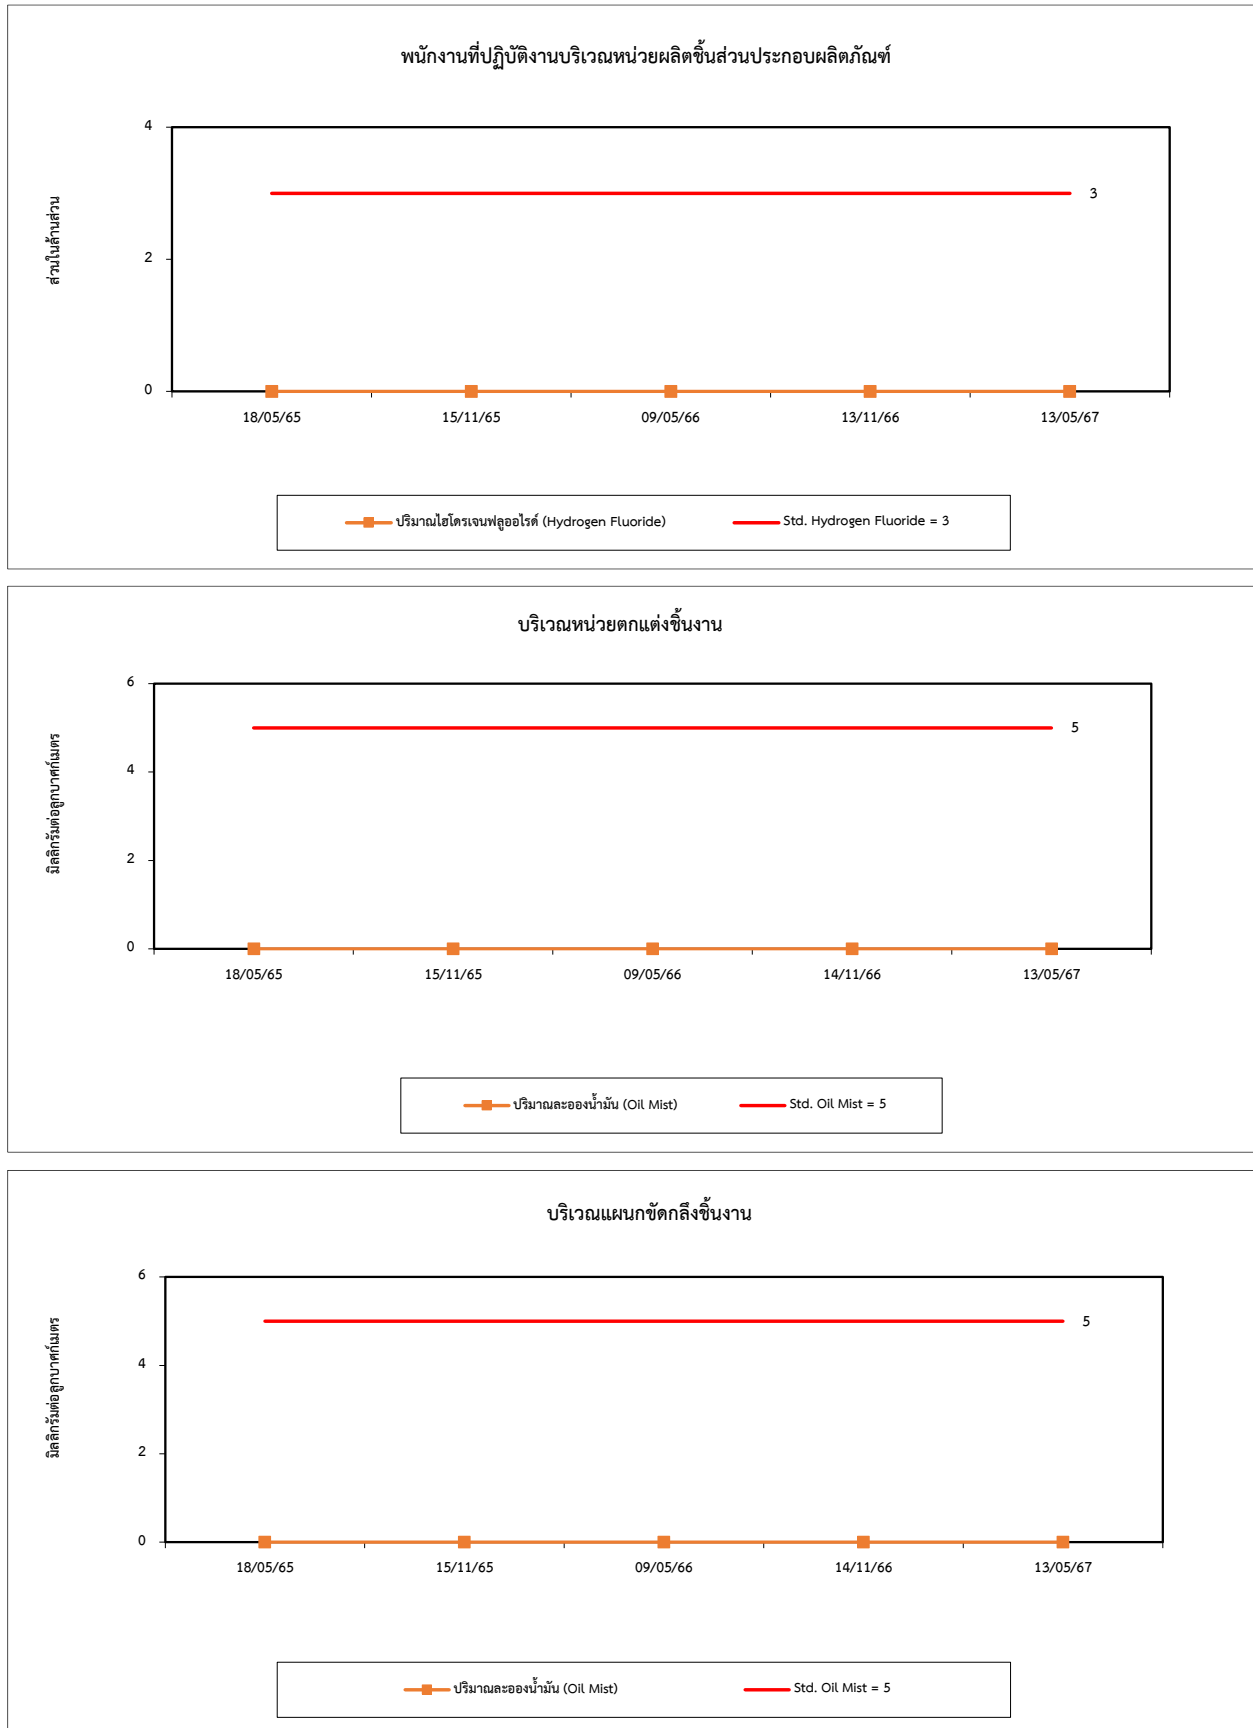 พนักงานที่ปฏิบัติงานบริเวณหน่วยผลิตชิ้นส่วนประกอบผลิตภัณฑ์
ส่วนในล้านส่วน
4
3
2
0
18/05/65 15/11/65 09/05/66 13/11/66 13/05/67
ปริมาณไฮโดรเจนฟลูออไรด์ (Hydrogen Fluoride) Std. Hydrogen Fluoride = 3
บริเวณหน่วยตกแต่งชิ้นงาน
มิลลิกรัมต่อลูกบาศก์เมตร
6
5
4
2
0
18/05/65 15/11/65 09/05/66 14/11/66 13/05/67
ปริมาณละอองน้ำมัน (Oil Mist) Std. Oil Mist = 5
บริเวณแผนกขัดกลึงชิ้นงาน
มิลลิกรัมต่อลูกบาศก์เมตร
6
5
4
2
0
18/05/65 15/11/65 09/05/66 14/11/66 13/05/67
ปริมาณละอองน้ำมัน (Oil Mist) Std. Oil Mist = 5